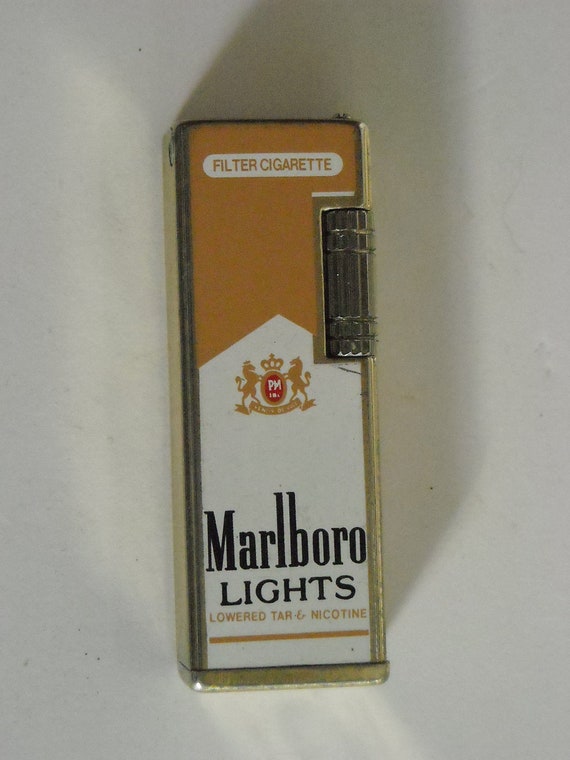 FILTER CIGARETTE
PM
Marlboro
LIGHTS
LOWERED TAR & NICOTINE